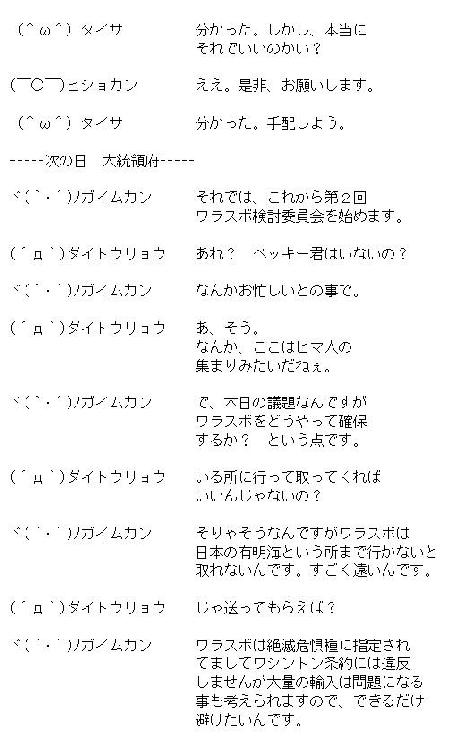 (＾ω＾) タイサ　　分かった。しかし、本当に
それでいいのかい？
(￣○￣)ヒショカン　　ええ。是非、お願いします。
(＾ω＾) タイサ　　分かった。手配しよう。
-----次の日　大統領府-----
ヾ(｀・´)ﾉガイムカン　　それでは、これから第２回
ワラスボ検討委員会を始めます。
(´д｀)ダイトウリョウ　　あれ？　ベッキー君はいないの？
ヾ(｀・´)ﾉガイムカン　　なんかお忙しいとの事で。
(´д｀)ダイトウリョウ　　あ、そう。
なんか、ここはヒマ人の
集まりみたいだねぇ。
ヾ(｀・´)ﾉガイムカン　　で、本日の議題なんですが
ワラスボをどうやって確保
するか？　という点です。
(´д｀)ダイトウリョウ　　いる所に行って取ってくれば
いいんじゃないの？
ヾ(｀・´)ﾉガイムカン　　そりゃそうなんですがワラスボは
日本の有明海という所まで行かないと
取れないんです。すごく遠いんです。
(´д｀)ダイトウリョウ　　じゃ送ってもらえば？
ヾ(｀・´)ﾉガイムカン　　ワラスボは絶滅危惧種に指定され
てましてワシントン条約には違反
しませんが大量の輸入は問題になる
事も考えられますので、できるだけ
避けたいんです。